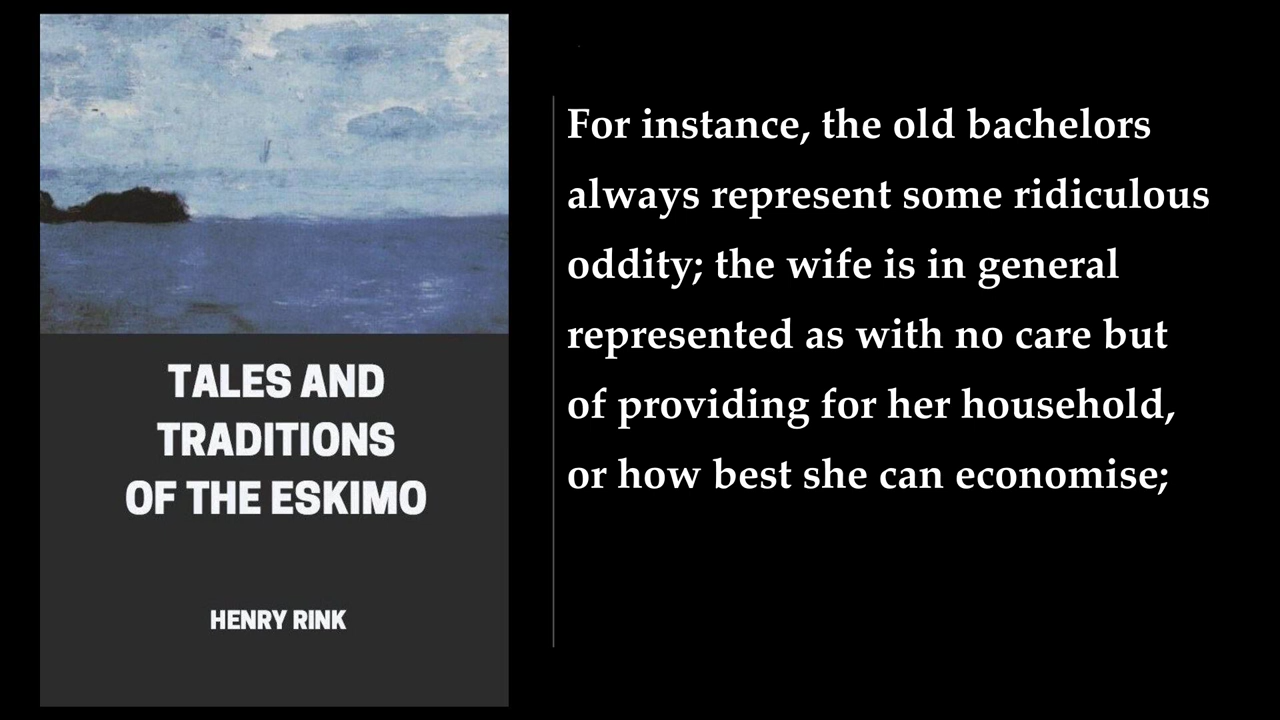 TALES AND
TRADITIONS
OF THE ESKIMO
HENRY RINK
For instance, the old bachelors
always represent some ridiculous
oddity; the wife is in general
represented as with no care but
of providing for her household,
or how best she can economise;